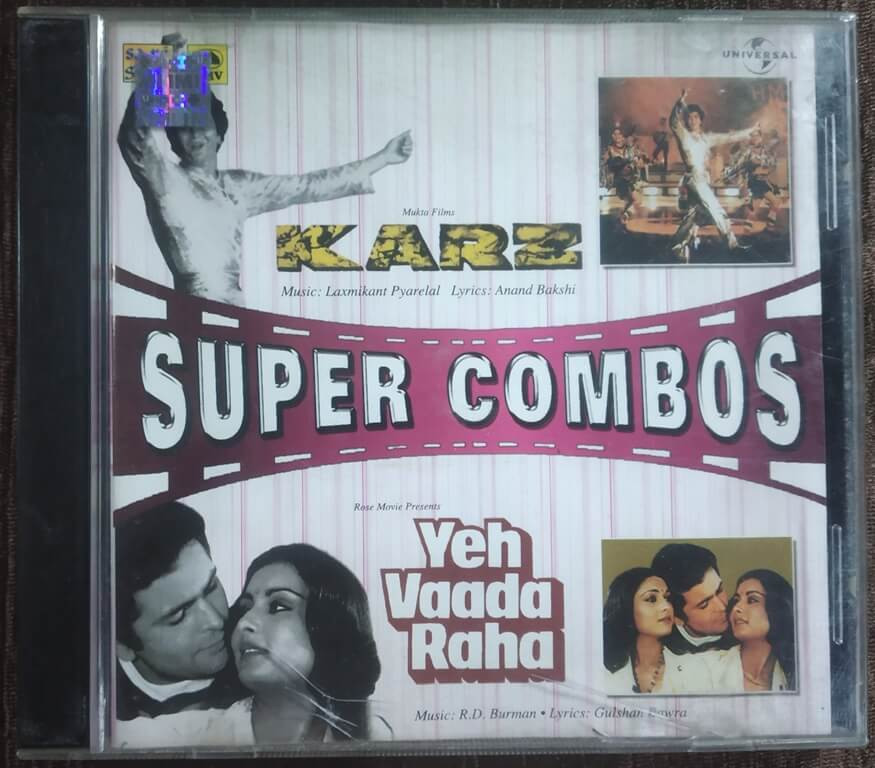 UNIVERSAL
Mukta Films
KARZ
Music: Laxmikant Pyarelal Lyrics: Anand Bakshi
SUPER COMBOS
Rose Movie Presents
Yeh
Vaada
Raha
Music: R.D. Burman • Lyrics: Gulshan Bawra